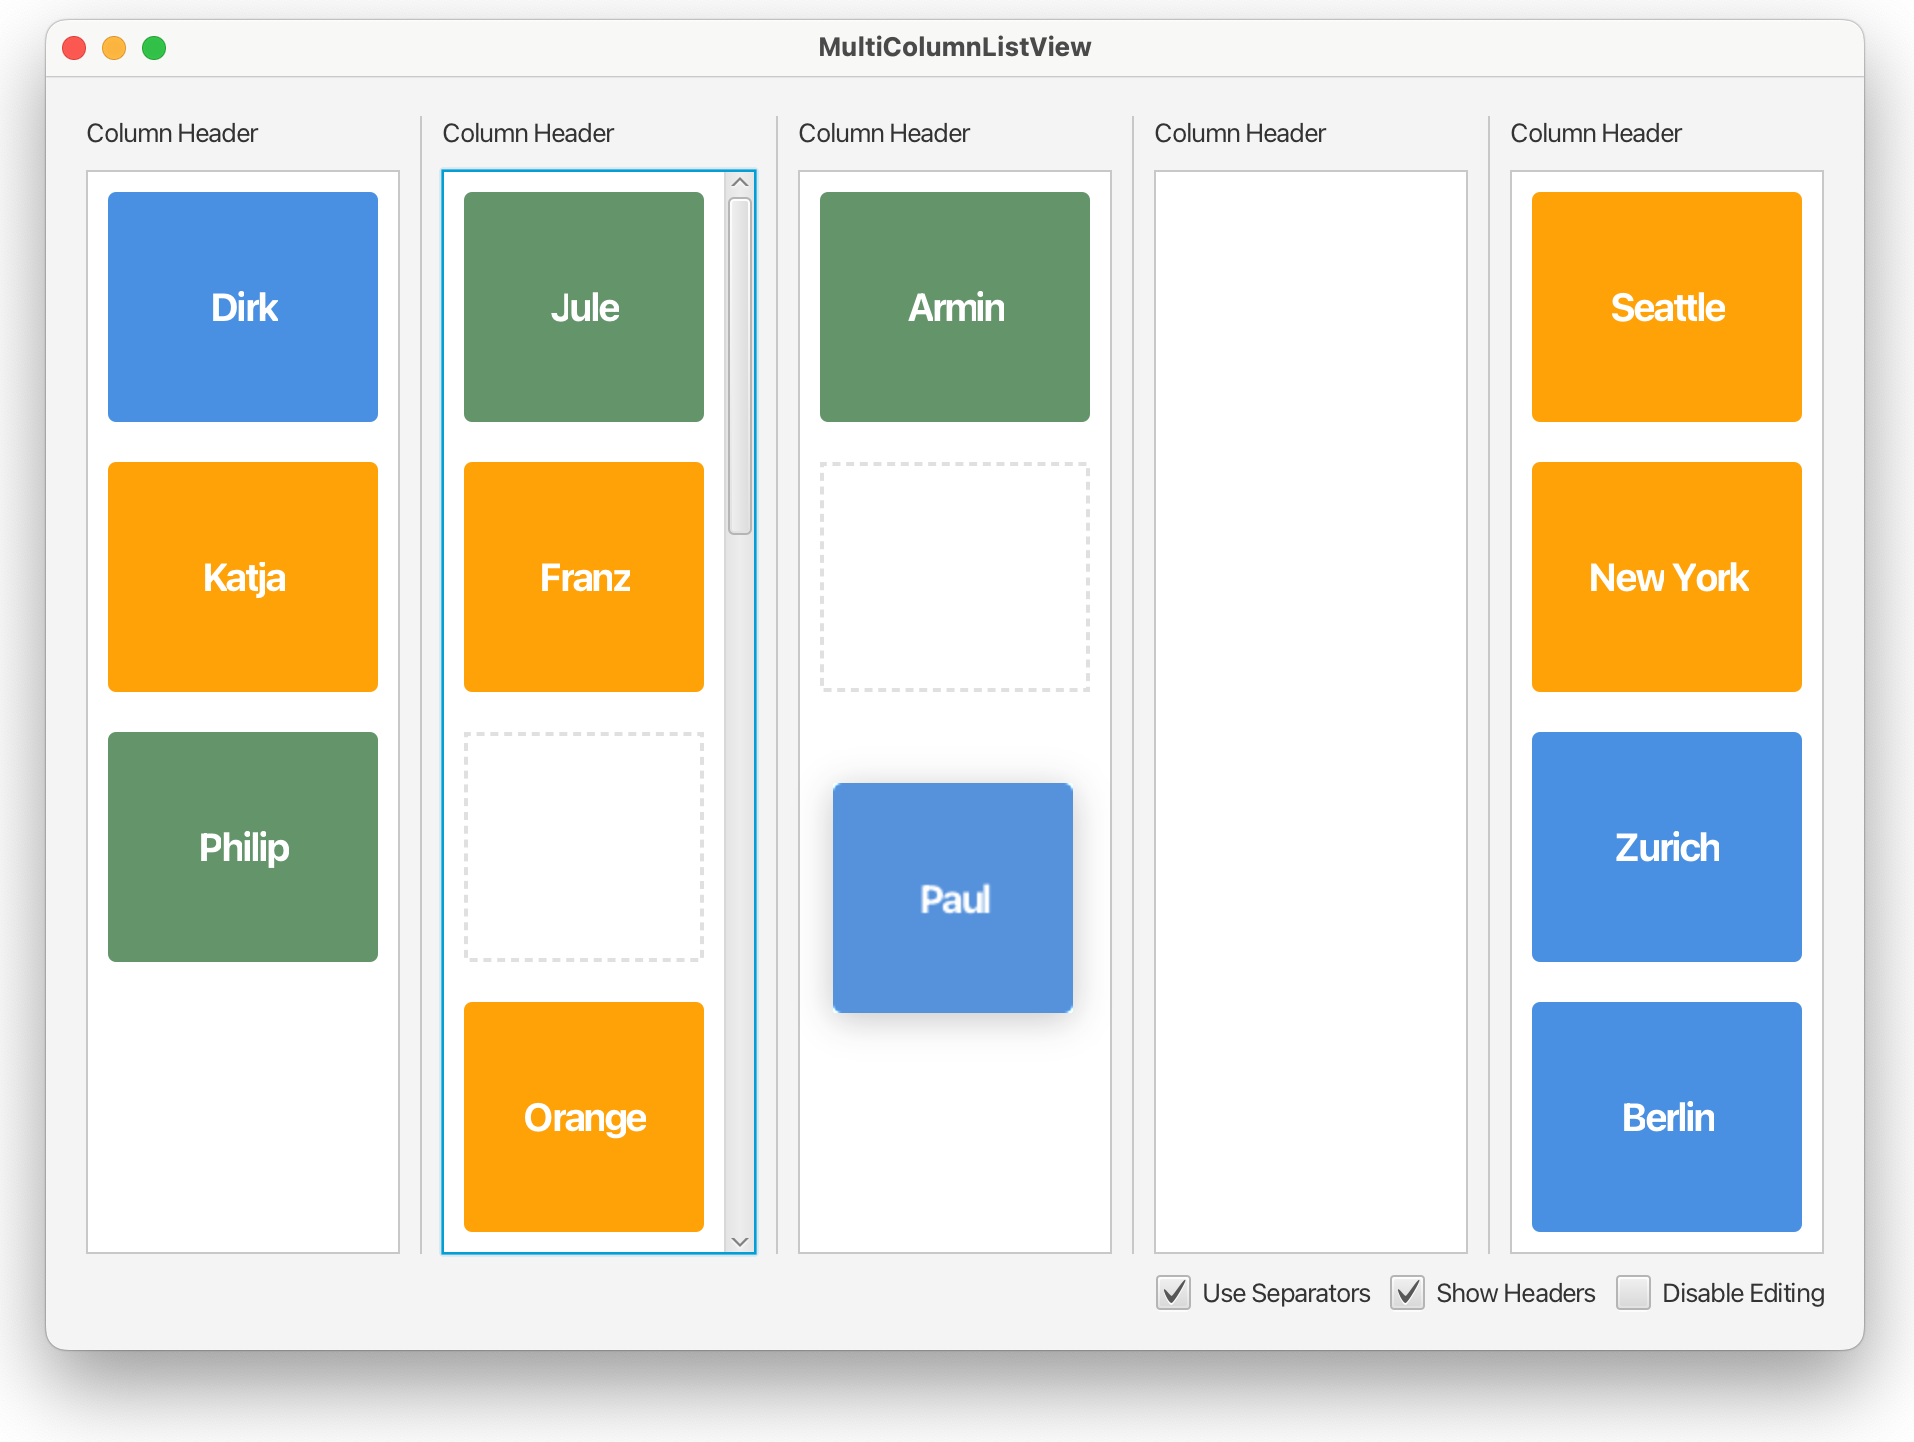 MultiColumnListView
Column Header
Column Header
Column Header
Column Header
Column Header
Dirk
Jule
Armin
Seattle
Katja
Franz
New York
Philip
Paul
Zurich
Orange
Berlin
Use Separators
Show Headers
Disable Editing